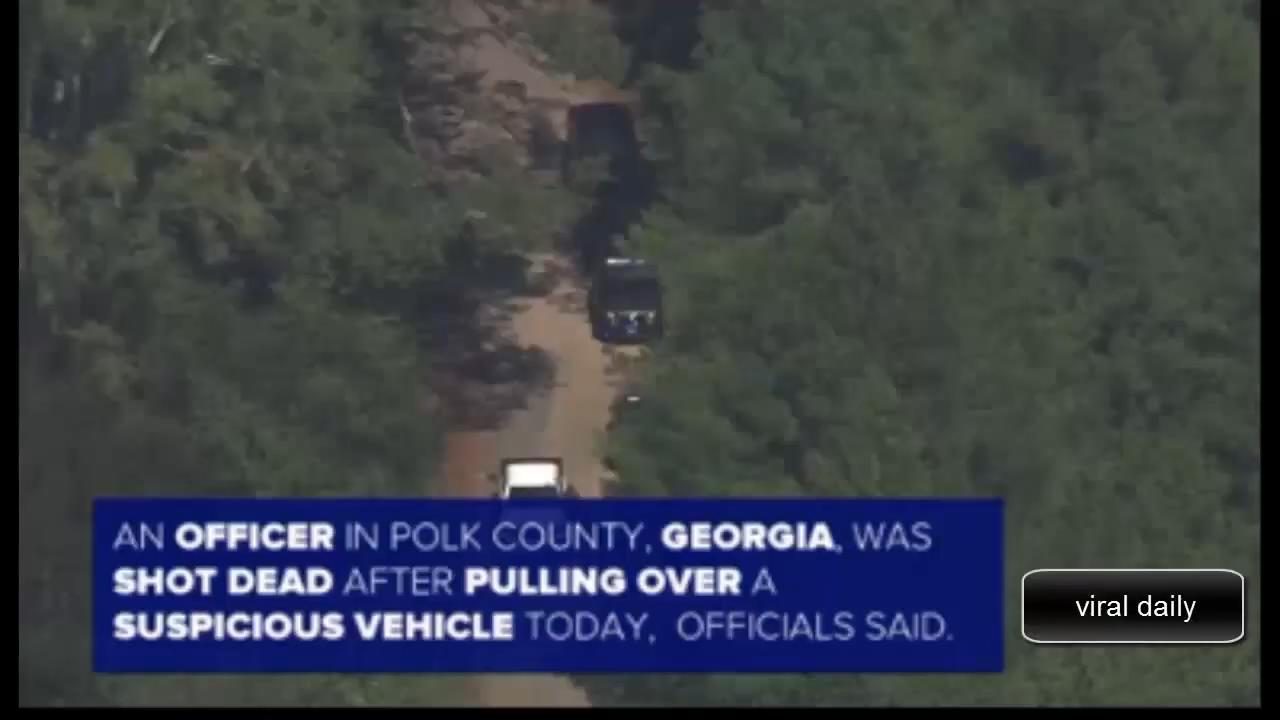 AN OFFICER IN POLK COUNTY, GEORGIA, WAS
SHOT DEAD AFTER PULLING OVER A
SUSPICIOUS VEHICLE TODAY, OFFICIALS SAID.
viral daily